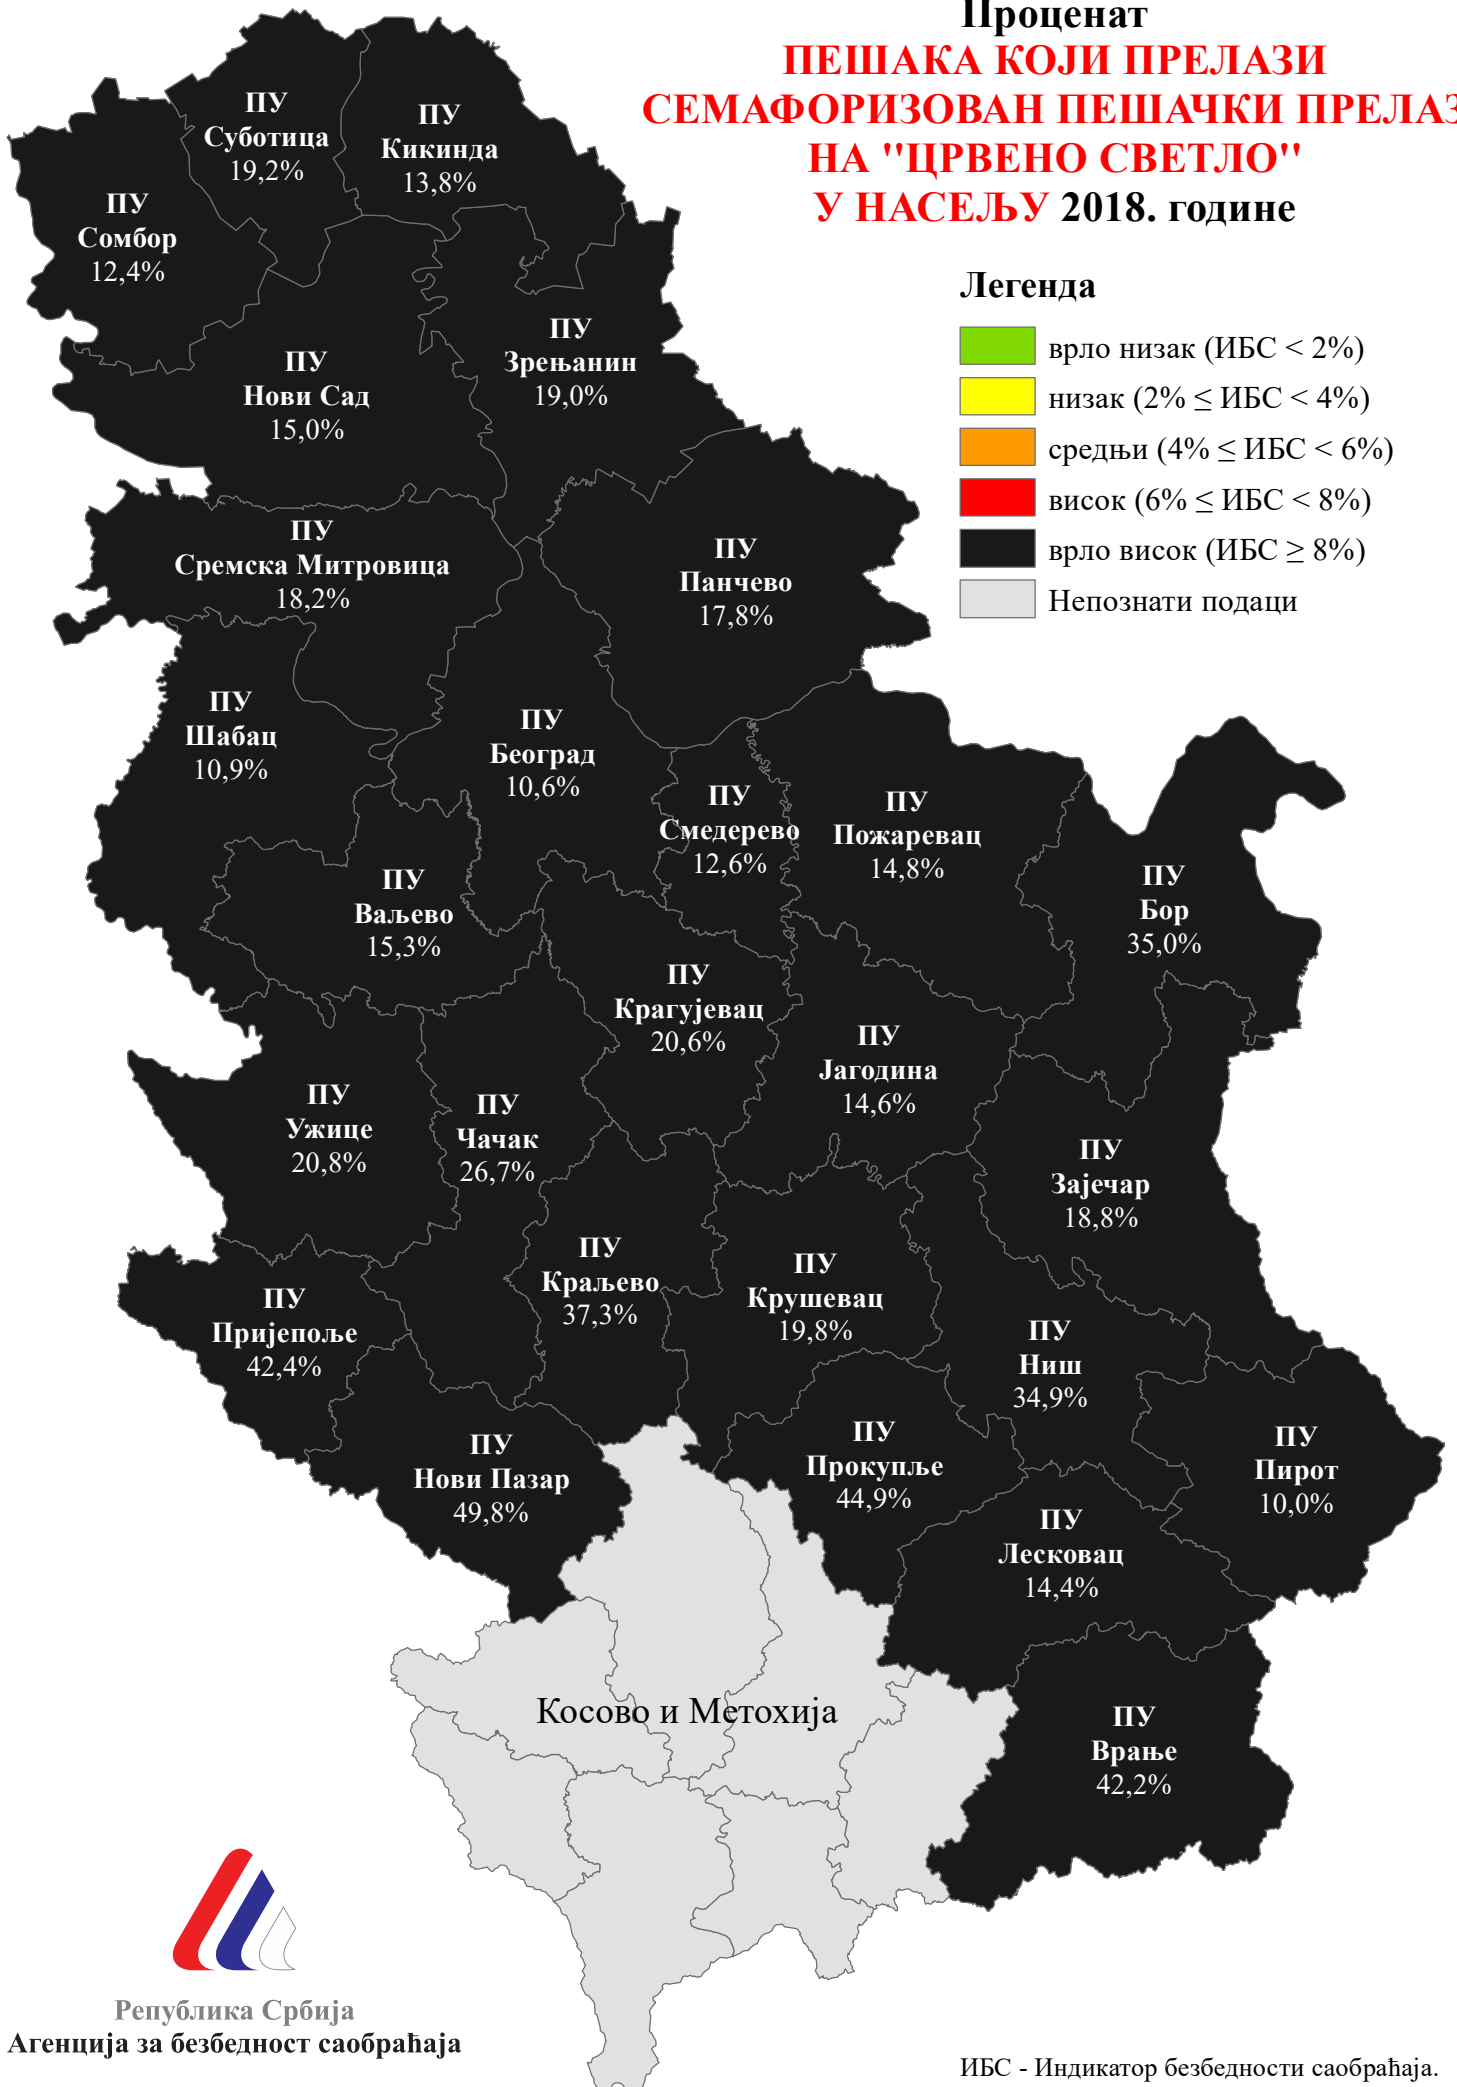 Проценат
ПЕШАКА КОЈИ ПРЕЛАЗИ
СЕМАФОРИЗОВАН ПЕШАЧКИ ПРЕЛАЗ
НА "ЦРВЕНО СВЕТЛО"
У НАСЕЉУ 2018. године
Легенда
врло низак (ИБС < 2%)
низак (2% ≤ ИБС < 4%)
средњи (4% ≤ ИБС < 6%)
висок (6% ≤ ИБС < 8%)
врло висок (ИБС ≥ 8%)
Непознати подаци
ПУ
Суботица
19,2%
ПУ
Кикинда
13,8%
ПУ
Сомбор
12,4%
ПУ
Зрењанин
19,0%
ПУ
Нови Сад
15,0%
ПУ
Сремска Митровица
18,2%
ПУ
Панчево
17,8%
ПУ
Шабац
10,9%
ПУ
Београд
10,6%
ПУ
Смедерево
12,6%
ПУ
Пожаревац
14,8%
ПУ
Бор
35,0%
ПУ
Ваљево
15,3%
ПУ
Крагујевац
20,6%
ПУ
Јагодина
14,6%
ПУ
Ужице
20,8%
ПУ
Чачак
26,7%
ПУ
Зајечар
18,8%
ПУ
Краљево
37,3%
ПУ
Крушевац
19,8%
ПУ
Пријепоље
42,4%
ПУ
Ниш
34,9%
ПУ
Нови Пазар
49,8%
ПУ
Прокупље
44,9%
ПУ
Пирот
10,0%
ПУ
Лесковац
14,4%
Косово и Метохија
ПУ
Врање
42,2%
Република Србија
Агенција за безбедност саобраћаја
ИБС - Индикатор безбедности саобраћаја.